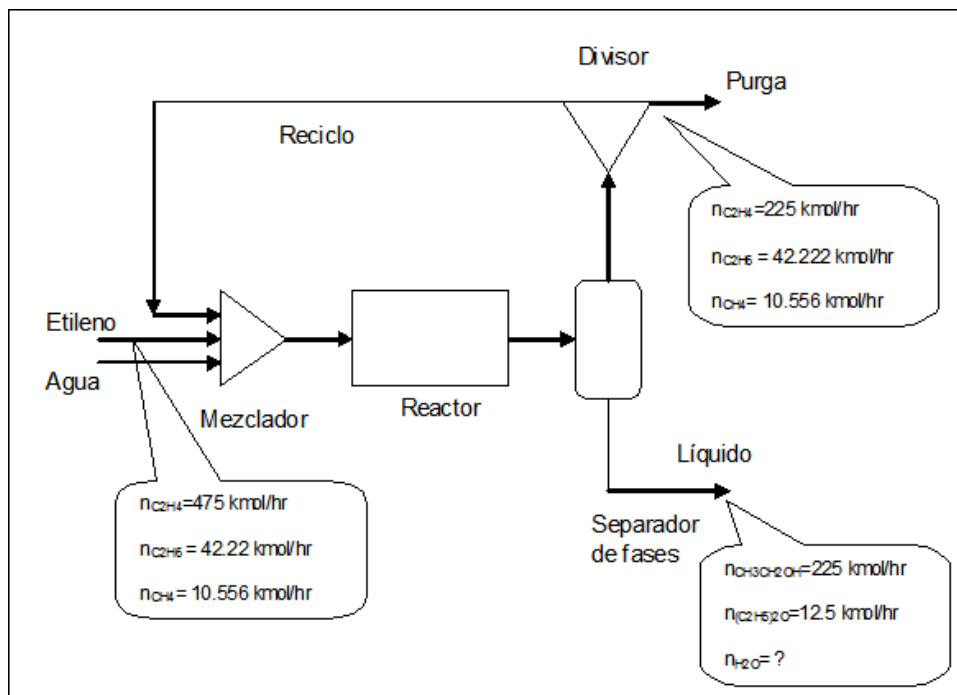 Divisor
Purga
Reciclo
nC2H4=225 kmol/hr
nC2H6 = 42.222 kmol/hr
nCH4 = 10.556 kmol/hr
Etileno
Agua
Mezclador
Reactor
Líquido
Separador
de fases
nC2H4=475 kmol/hr
nC2H6 = 42.22 kmol/hr
nCH4 = 10.556 kmol/hr
nCH3CH2OH=225 kmol/hr
n(C2H5)2O=12.5 kmol/hr
nH2O= ?